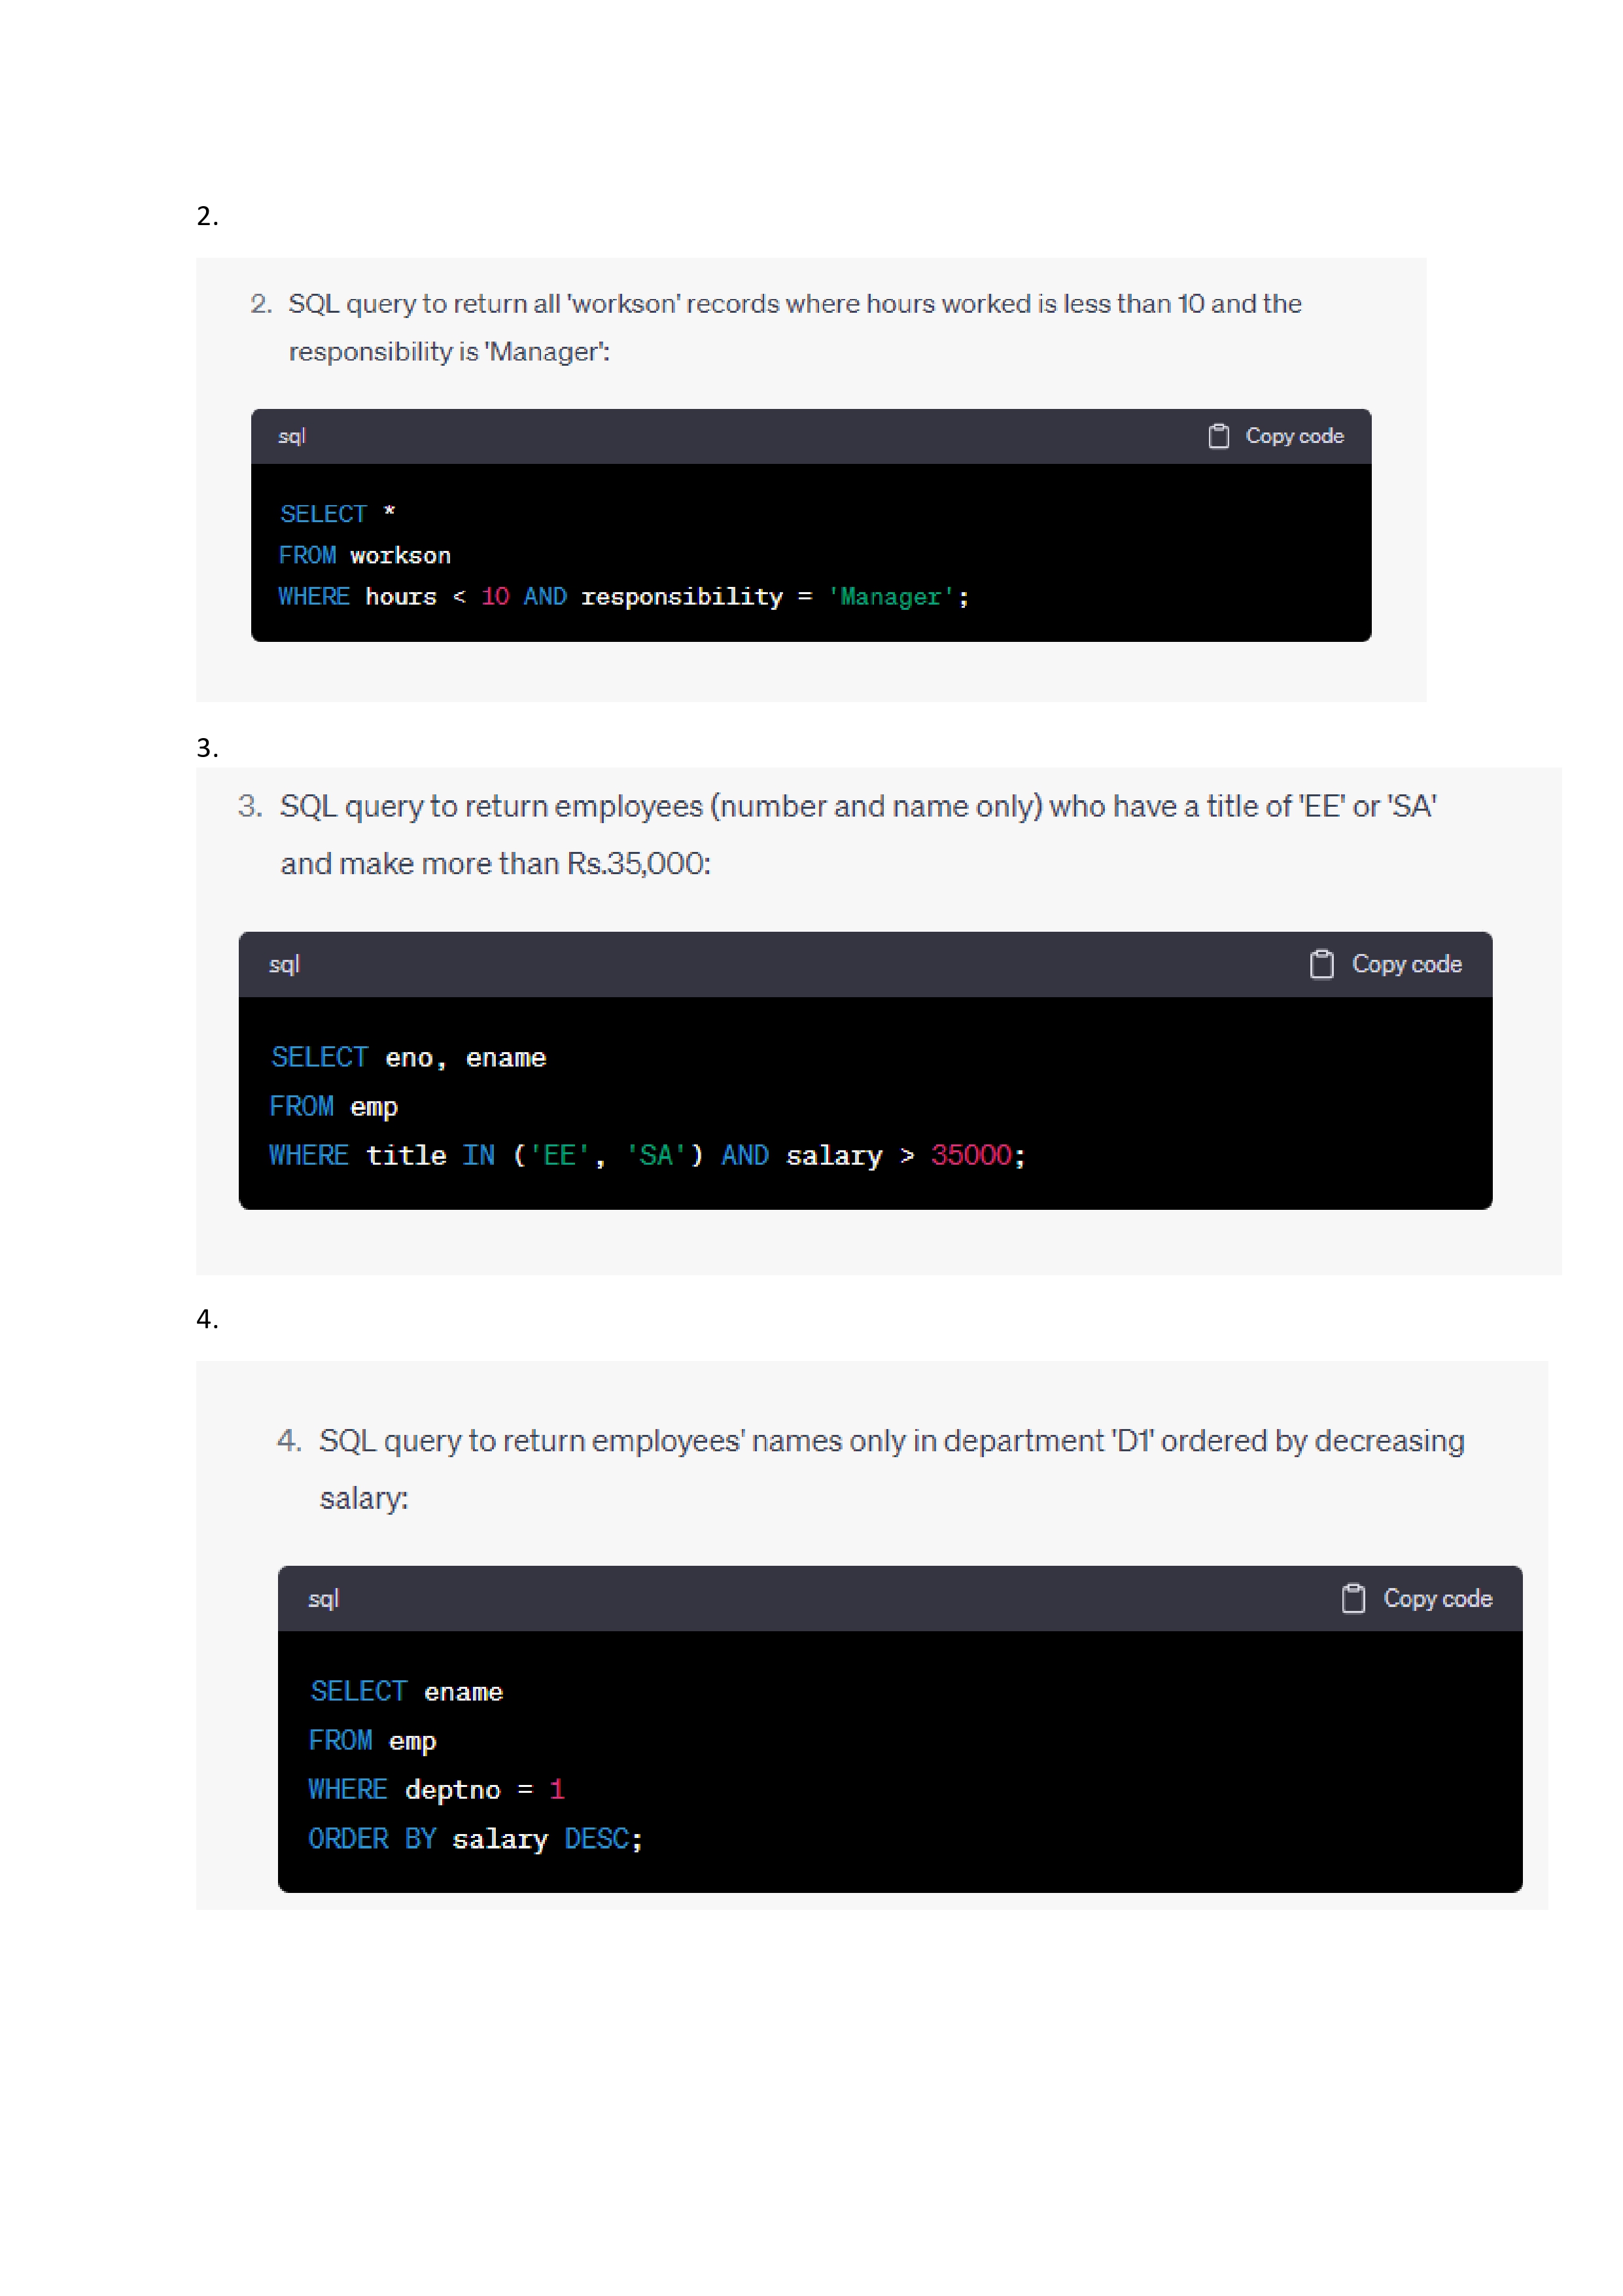 2.
2. SQL query to return all 'workson' records where hours worked is less than 10 and the
responsibility is 'Manager':
sql Copy code
SELECT *
FROM workson
WHERE hours < 10 AND responsibility = 'Manager';
3.
3. SQL query to return employees (number and name only) who have a title of 'EE' or 'SA'
and make more than Rs.35,000:
sql Copy code
SELECT eno, ename
FROM emp
WHERE title IN ('EE', 'SA') AND salary > 35000;
4.
4. SQL query to return employees' names only in department 'D1' ordered by decreasing
salary:
sql Copy code
SELECT ename
FROM emp
WHERE deptno = 1
ORDER BY salary DESC;